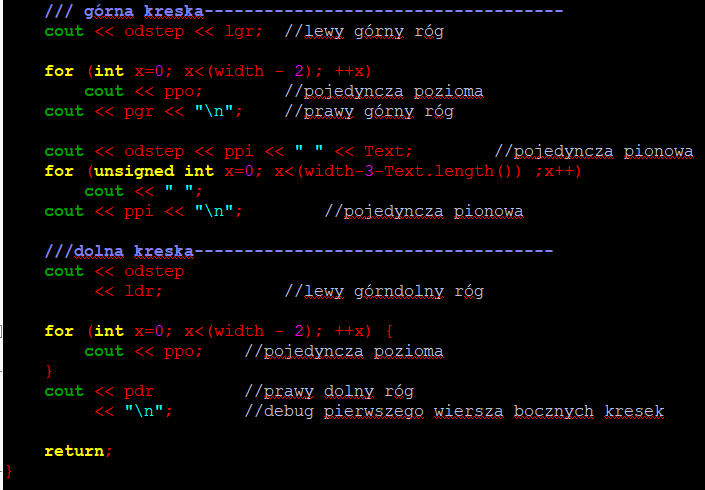 /// górna kreska------------------------------------
cout << odstep << lgr;  //lewy górny róg
for (int x=0; x<(width - 2); ++x)
cout << ppo;        //pojedyncza pozioma
cout << pgr << "\n";    //prawy górny róg
cout << odstep << ppi << " " << Text;        //pojedyncza pionowa
for (unsigned int x=0; x<(width-3-Text.length()) ;x++)
cout << " ";
cout << ppi << "\n";        //pojedyncza pionowa
///dolna kreska------------------------------------
cout << odstep
<< ldr;            //lewy górndolny róg
for (int x=0; x<(width - 2); ++x) {
cout << ppo;    //pojedyncza pozioma
}
cout << pdr         //prawy dolny róg
<< "\n";       //debug pierwszego wiersza bocznych kresek
return;
}